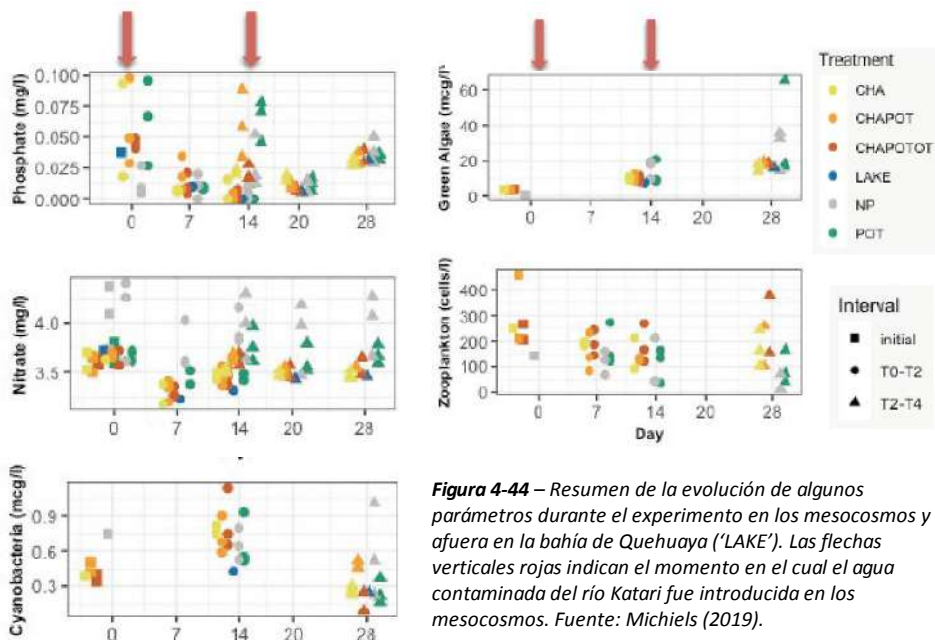 Phosphate (mg/l)
0.100
0.075
0.050
0.025
0.000
0 7 14 20 28
Green Algae (mcg/l)
60
40
20
0
0 7 14 20 28
Treatment
CHA
CHAPOT
CHAPOTOT
LAKE
NP
POT
Nitrate (mg/l)
4.0
3.5
0 7 14 20 28
Zooplankton (cells/l)
400
300
200
100
0
0 7 14 28
Day
Interval
initial
T0-T2
T2-T4
Cyanobacteria (mcg/l)
0.9
0.6
0.3
0 7 14 20 28
Figura 4-44 – Resumen de la evolución de algunos
parámetros durante el experimento en los mesocosmos y
afuera en la bahía de Quehuaya (‘LAKE’). Las flechas
verticales rojas indican el momento en el cual el agua
contaminada del río Katari fue introducida en los
mesocosmos. Fuente: Michiels (2019).